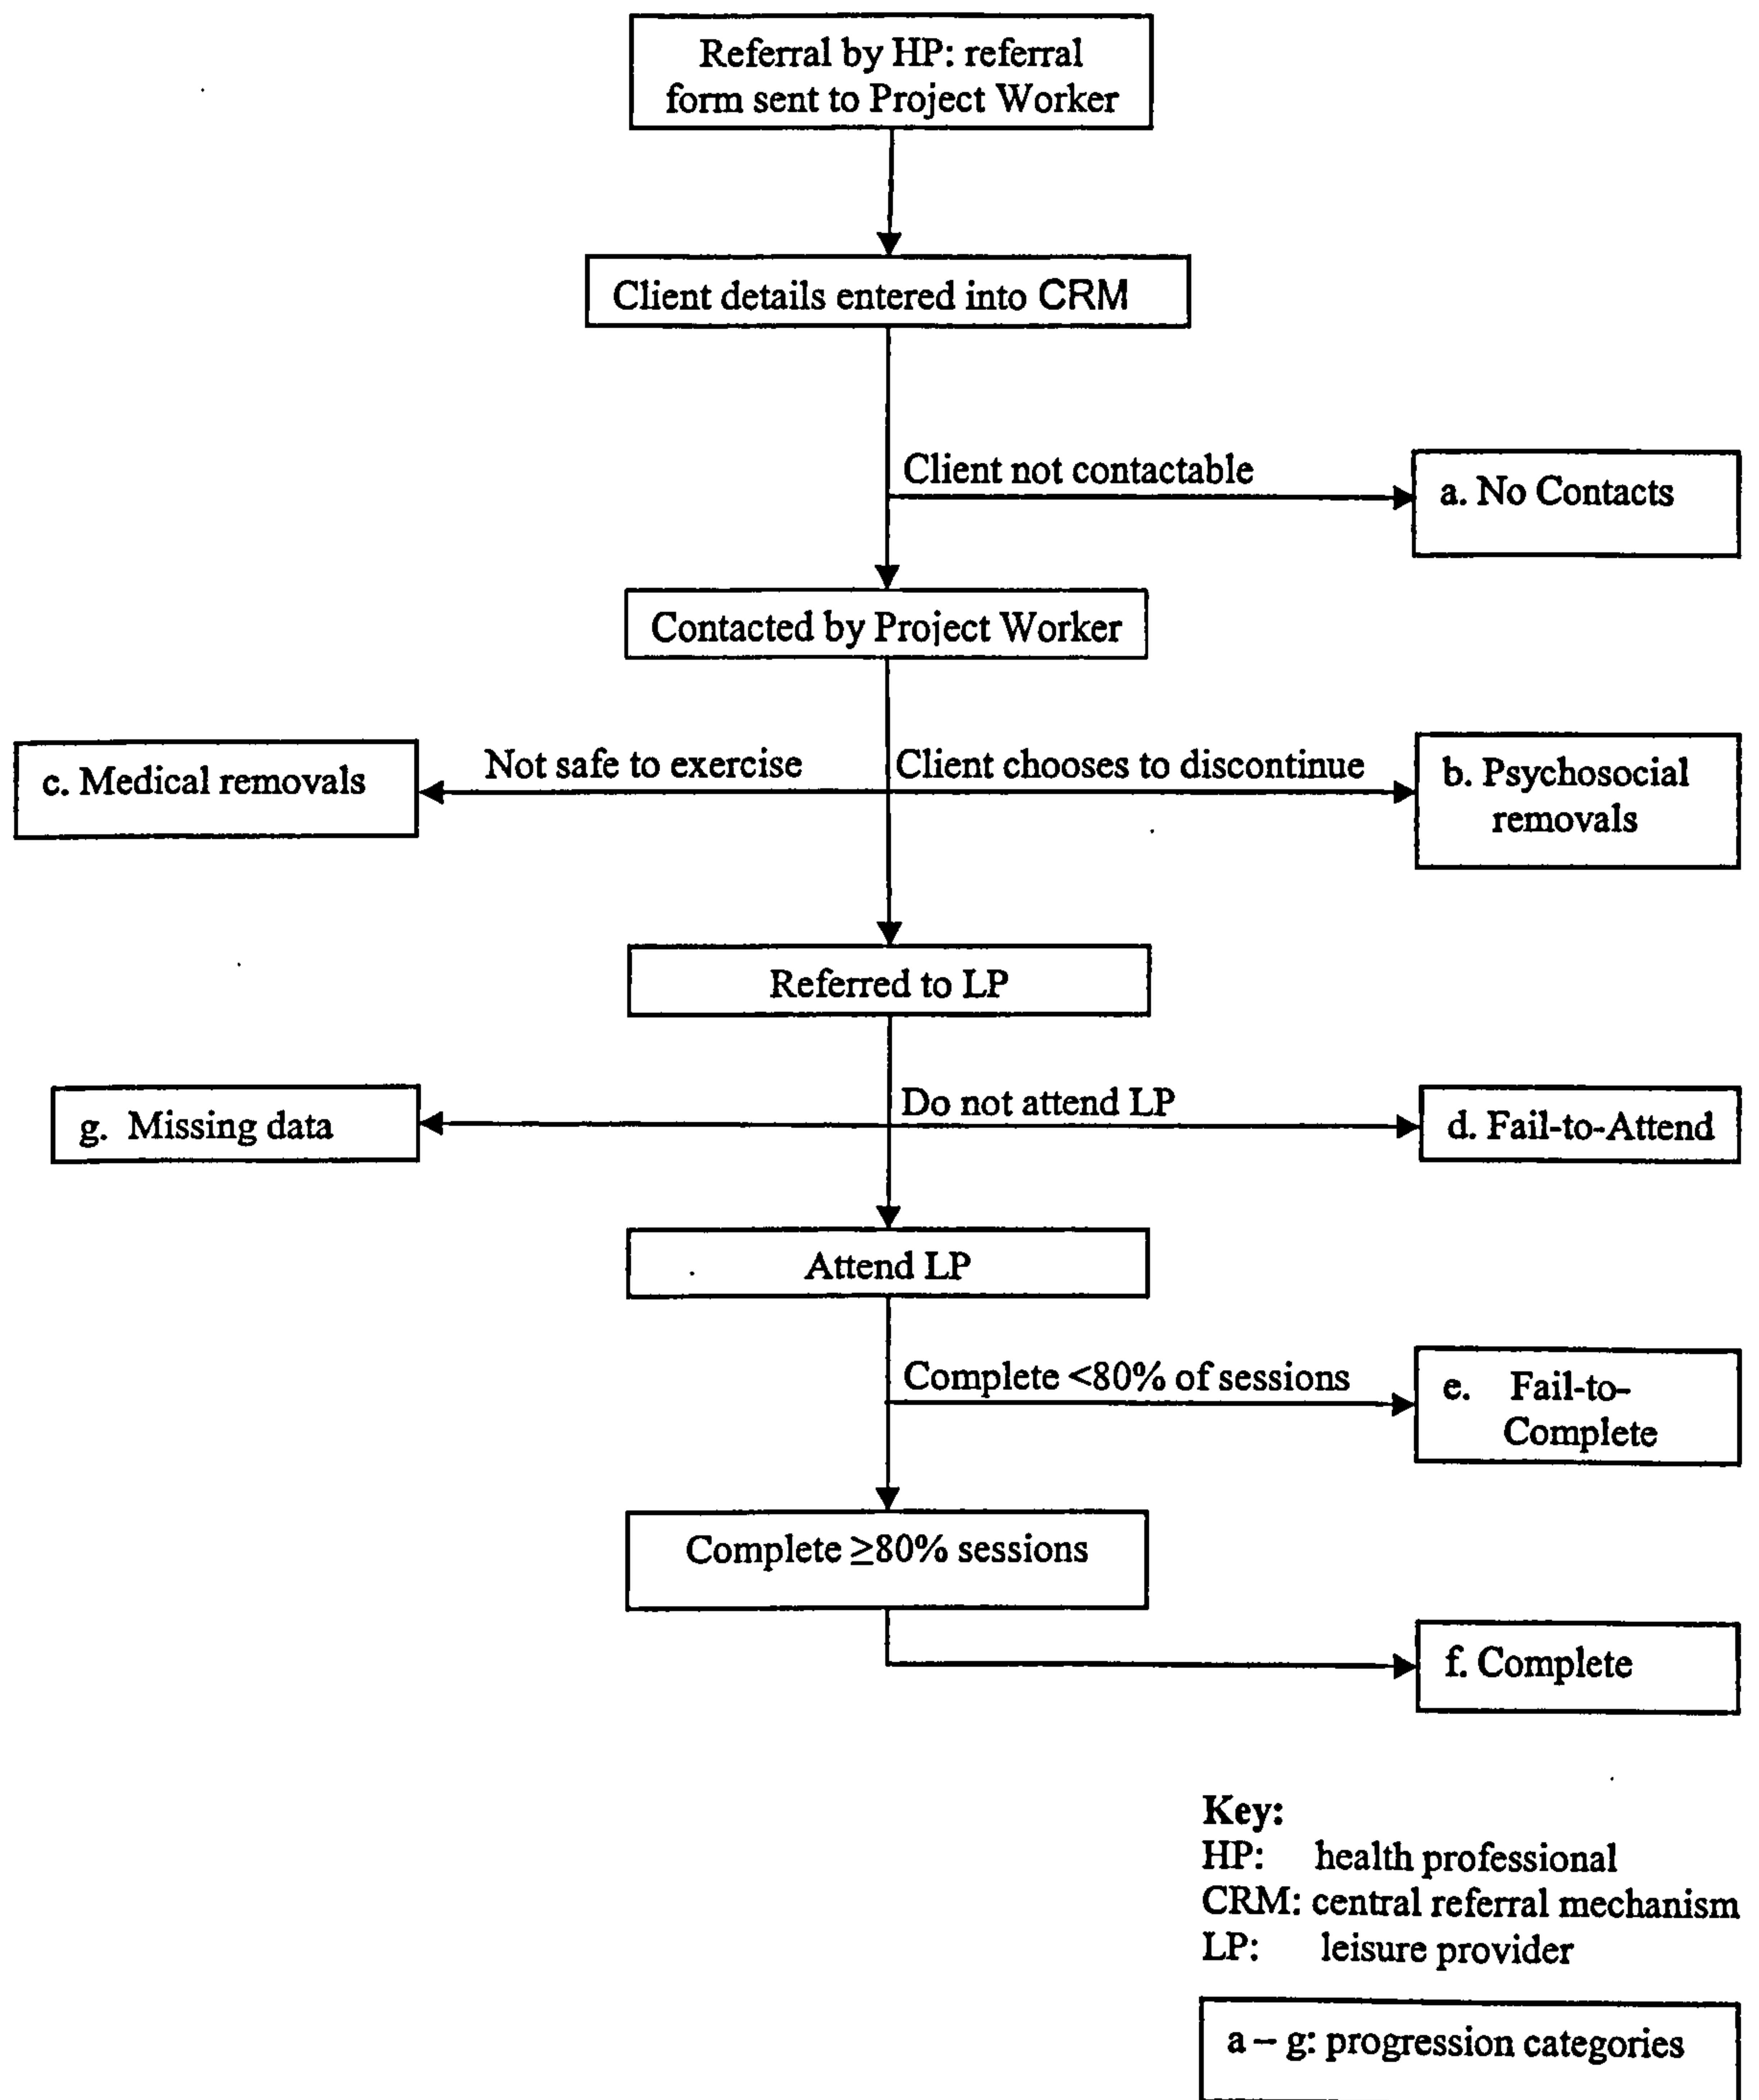 Referral by HP: referral
form sent to Project Worker
Client details entered into CRM
Client not contactable
a. No Contacts
Contacted by Project Worker
c. Medical removals
Not safe to exercise
Client chooses to discontinue
b. Psychosocial
removals
Referred to LP
g. Missing data
Do not attend LP
d. Fail-to-Attend
Attend LP
Complete <80% of sessions
e. Fail-to-
Complete
Complete ≥80% sessions
f. Complete
Key:
HP: health professional
CRM: central referral mechanism
LP: leisure provider
a – g: progression categories